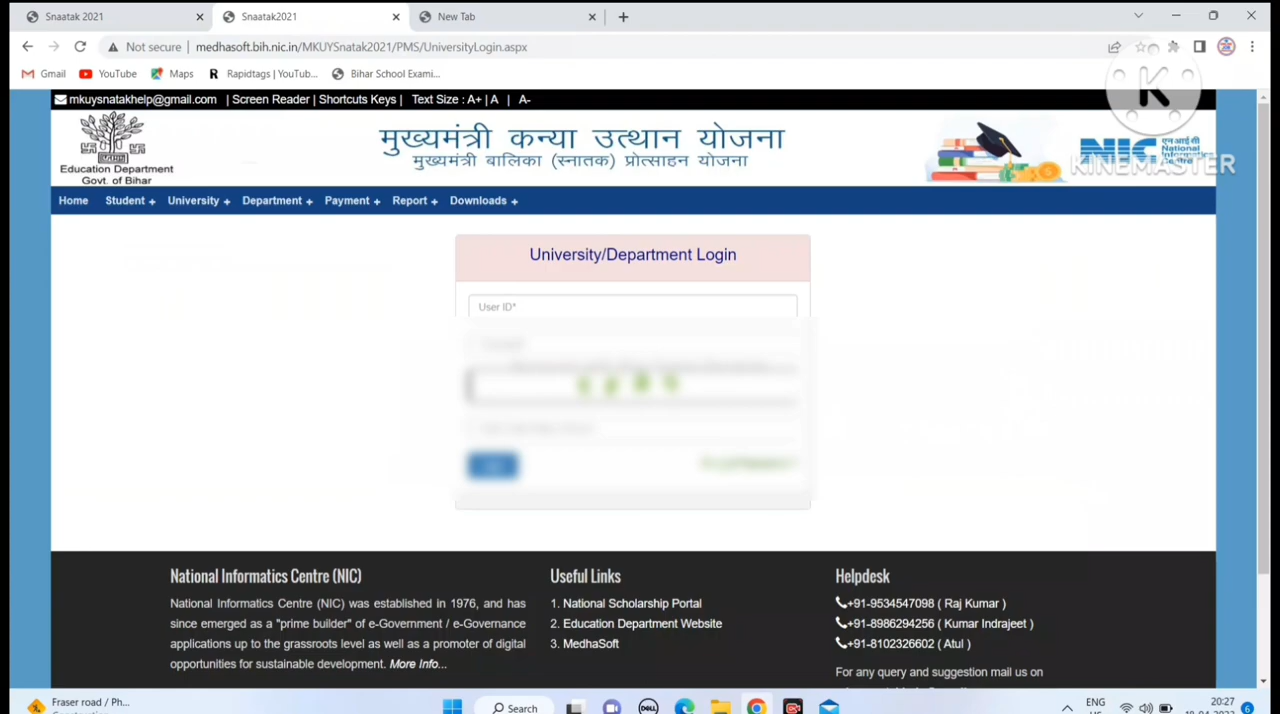 Snaatak 2021
Snaatak2021
New Tab
Not secure | medhasoft.bih.nic.in/MKUYSnatak2021/PMS/UniversityLogin.aspx
Gmail YouTube Maps Rapidtags | YouTub... Bihar School Exami...
mkuysnatakhelp@gmail.com | Screen Reader | Shortcuts Keys | Text Size : A+ | A | A-
K
KINEMASTER
Education Department
Govt. of Bihar
मुख्यमंत्री कन्या उत्थान योजना
मुख्यमंत्री बालिका (स्नातक) प्रोत्साहन योजना
NIC एन आई सी
National
Informatics
Centre
Home Student + University + Department + Payment + Report + Downloads +
University/Department Login
User ID*
National Informatics Centre (NIC)
National Informatics Centre (NIC) was established in 1976, and has
since emerged as a "prime builder" of e-Government / e-Governance
applications up to the grassroots level as well as a promoter of digital
opportunities for sustainable development. More Info...
Useful Links
1. National Scholarship Portal
2. Education Department Website
3. MedhaSoft
Helpdesk
+91-9534547098 ( Raj Kumar )
+91-8986294256 ( Kumar Indrajeet )
+91-8102326602 ( Atul )
For any query and suggestion mail us on
Fraser road / Ph...
Search
DELL
ENG
20:27
6